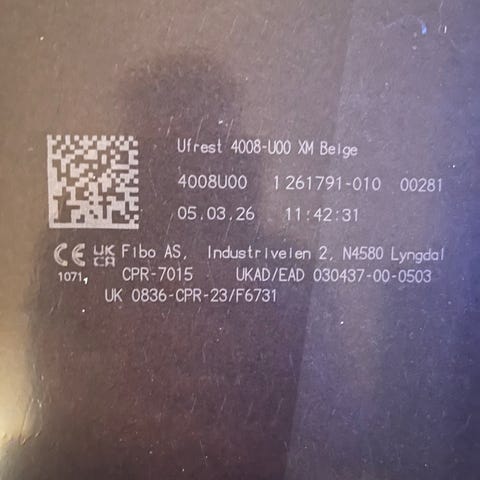 Ufrest 4008-U00 XM Beige
4008U00 1 261791-010 00281
05.03.26 11:42:31
CE UK CA Fibo AS, Industriveien 2, N4580 Lyngdal
1071, CPR-7015 UKAD/EAD 030437-00-0503
UK 0836-CPR-23/F6731